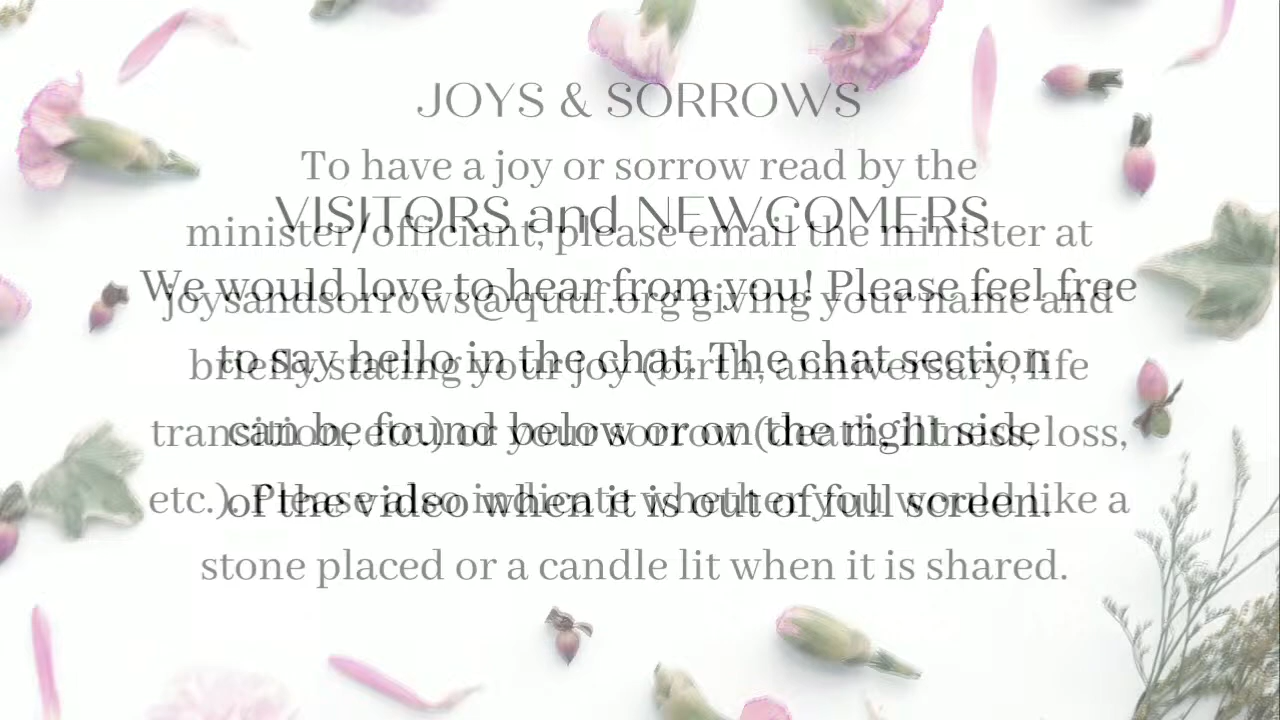 JOYS & SORROWS
To have a joy or sorrow read by the
minister/officiant, please email the minister at
joysandsorrows@quuf.org giving your name and
briefly stating your joy (birth, anniversary, life
transition, etc.) or your sorrow (death, illness, loss,
etc.). Please also indicate whether you would like a
stone placed or a candle lit when it is shared.
VISITORS and NEWCOMERS
We would love to hear from you! Please feel free
to say hello in the chat. The chat section
can be found below or on the right side
of the video when it is out of full screen.